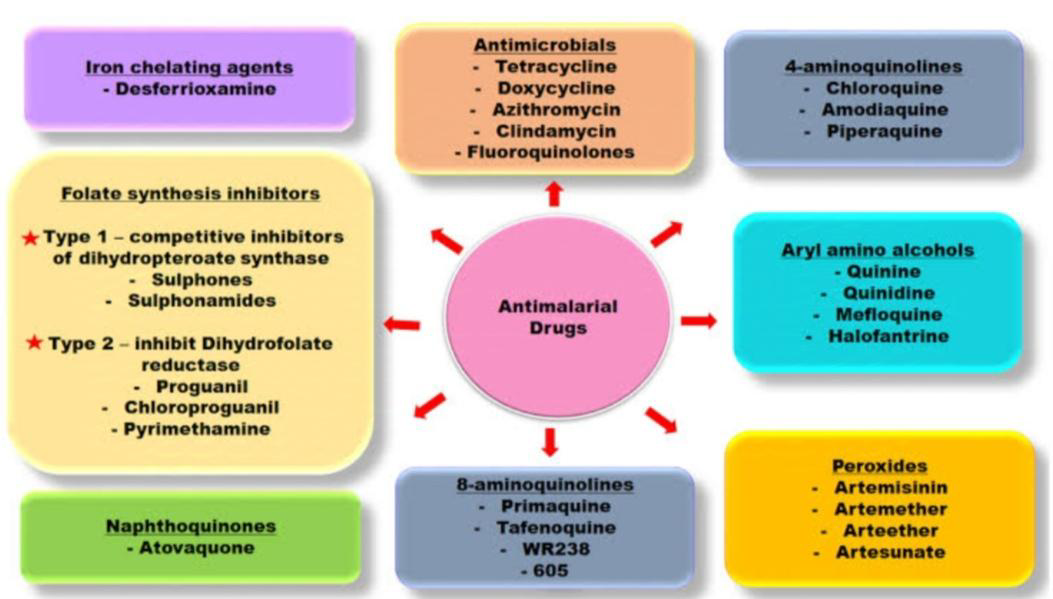 Iron chelating agents
- Desferrioxamine
Antimicrobials
- Tetracycline
- Doxycycline
- Azithromycin
- Clindamycin
- Fluoroquinolones
4-aminoquinolines
- Chloroquine
- Amodiaquine
- Piperaquine
Folate synthesis inhibitors
Type 1 – competitive inhibitors
of dihydropteroate synthase
- Sulphones
- Sulphonamides
Type 2 – inhibit Dihydrofolate
reductase
- Proguanil
- Chloroproguanil
- Pyrimethamine
Antimalarial
Drugs
Aryl amino alcohols
- Quinine
- Quinidine
- Mefloquine
- Halofantrine
Naphthoquinones
- Atovaquone
8-aminoquinolines
- Primaquine
- Tafenoquine
- WR238
- 605
Peroxides
- Artemisinin
- Artemether
- Arteether
- Artesunate